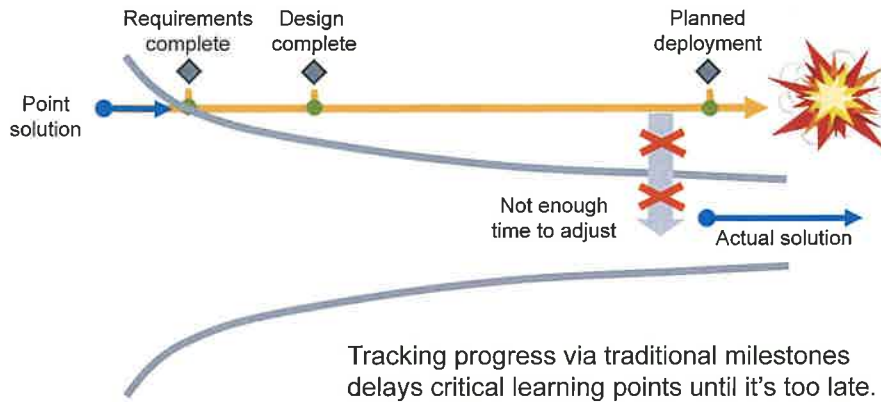 Requirements
complete
Design
complete
Planned
deployment
Point
solution
Not enough
time to adjust
Actual solution
Tracking progress via traditional milestones
delays critical learning points until it's too late.